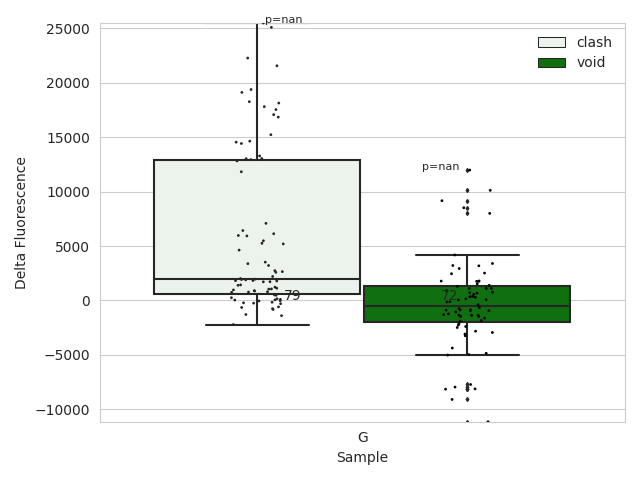 p=nan
25000
clash
void
20000
15000
p=nan
10000
5000
79
72
0
−5000
−10000
Delta Fluorescence
G
Sample